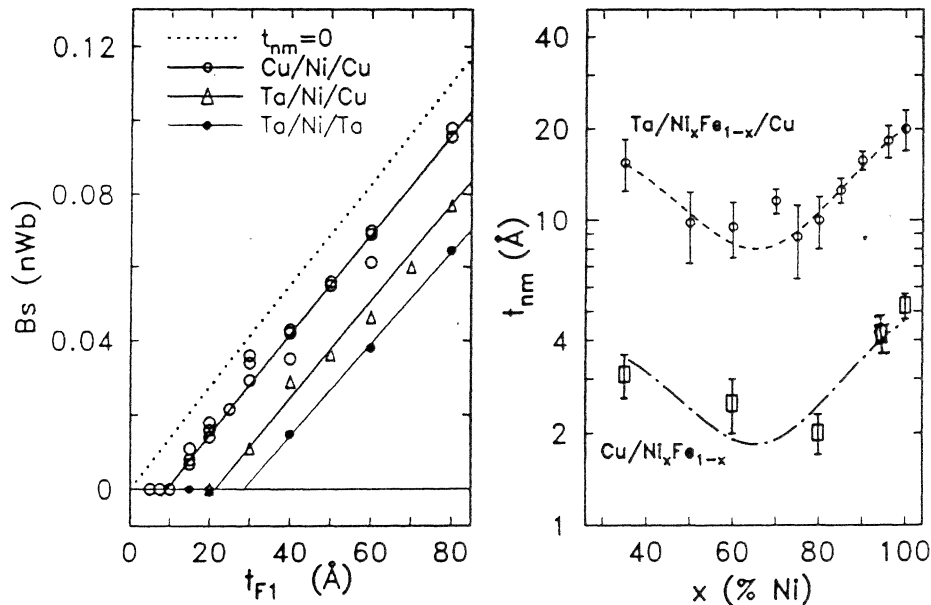 0.12
0.08
0.04
0
Bs (nWb)
t_nm=0
Cu/Ni/Cu
Ta/Ni/Cu
Ta/Ni/Ta
0 20 40 60 80
t_F1 (Å)
40
20
10
4
2
1
t_nm (Å)
Ta/Ni_xFe_1-x/Cu
Cu/Ni_xFe_1-x
40 60 80 100
x (% Ni)